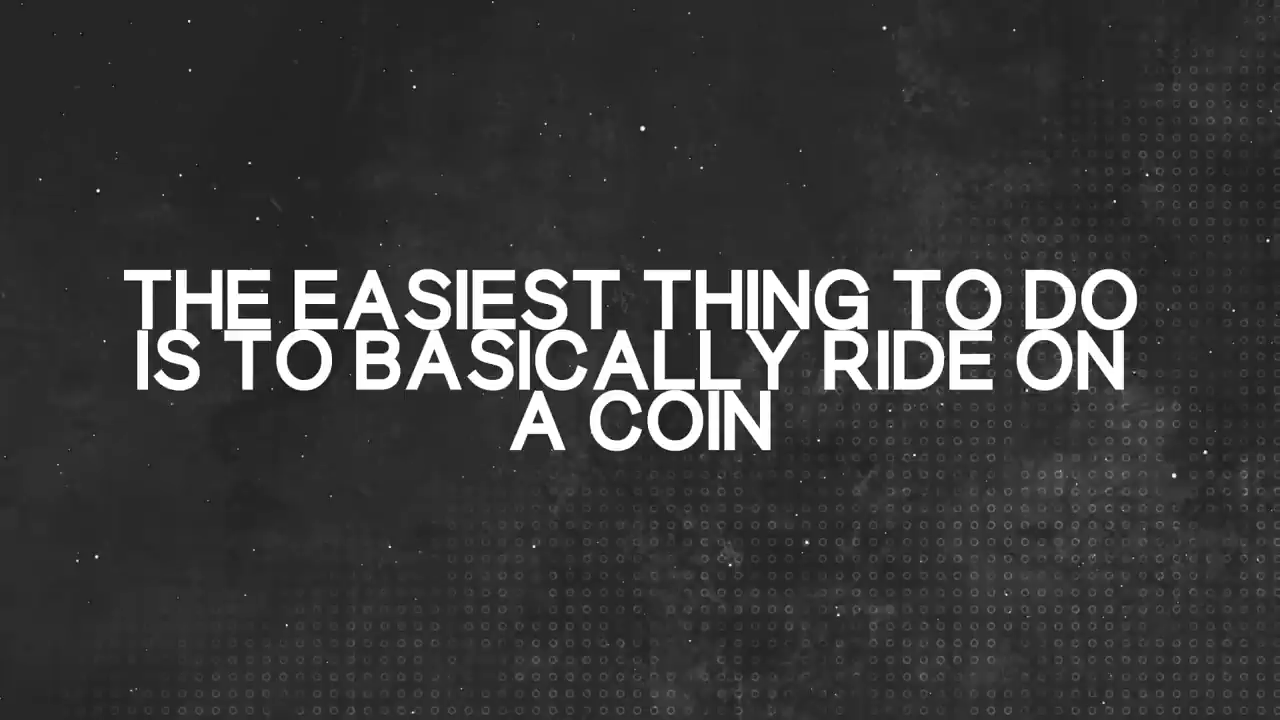 THE EASIEST THING TO DO
IS TO BASICALLY RIDE ON
A COIN